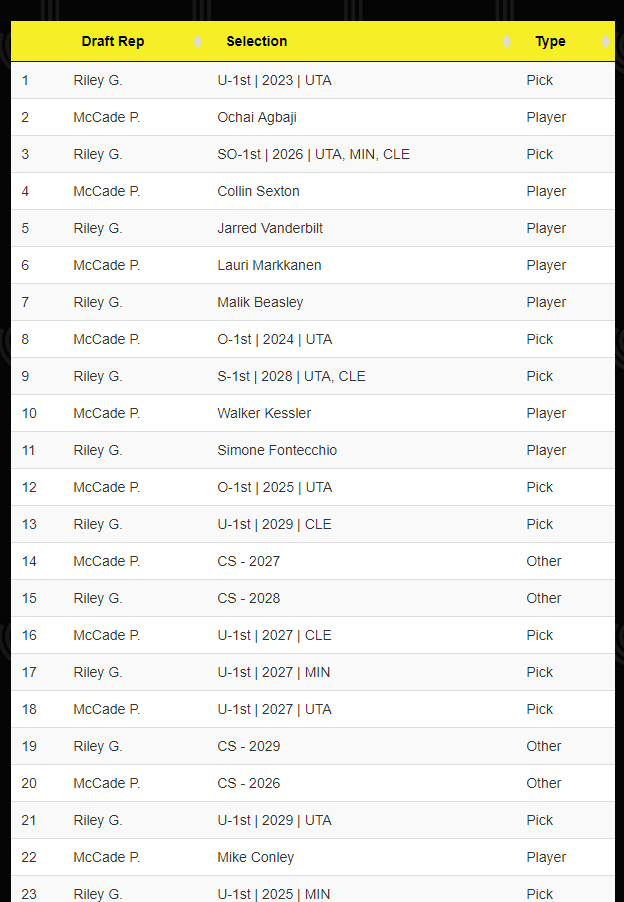 Draft Rep Selection Type
1 Riley G. U-1st | 2023 | UTA Pick
2 McCade P. Ochai Agbaji Player
3 Riley G. SO-1st | 2026 | UTA, MIN, CLE Pick
4 McCade P. Collin Sexton Player
5 Riley G. Jarred Vanderbilt Player
6 McCade P. Lauri Markkanen Player
7 Riley G. Malik Beasley Player
8 McCade P. O-1st | 2024 | UTA Pick
9 Riley G. S-1st | 2028 | UTA, CLE Pick
10 McCade P. Walker Kessler Player
11 Riley G. Simone Fontecchio Player
12 McCade P. O-1st | 2025 | UTA Pick
13 Riley G. U-1st | 2029 | CLE Pick
14 McCade P. CS - 2027 Other
15 Riley G. CS - 2028 Other
16 McCade P. U-1st | 2027 | CLE Pick
17 Riley G. U-1st | 2027 | MIN Pick
18 McCade P. U-1st | 2027 | UTA Pick
19 Riley G. CS - 2029 Other
20 McCade P. CS - 2026 Other
21 Riley G. U-1st | 2029 | UTA Pick
22 McCade P. Mike Conley Player
23 Riley G. U-1st | 2025 | MIN Pick